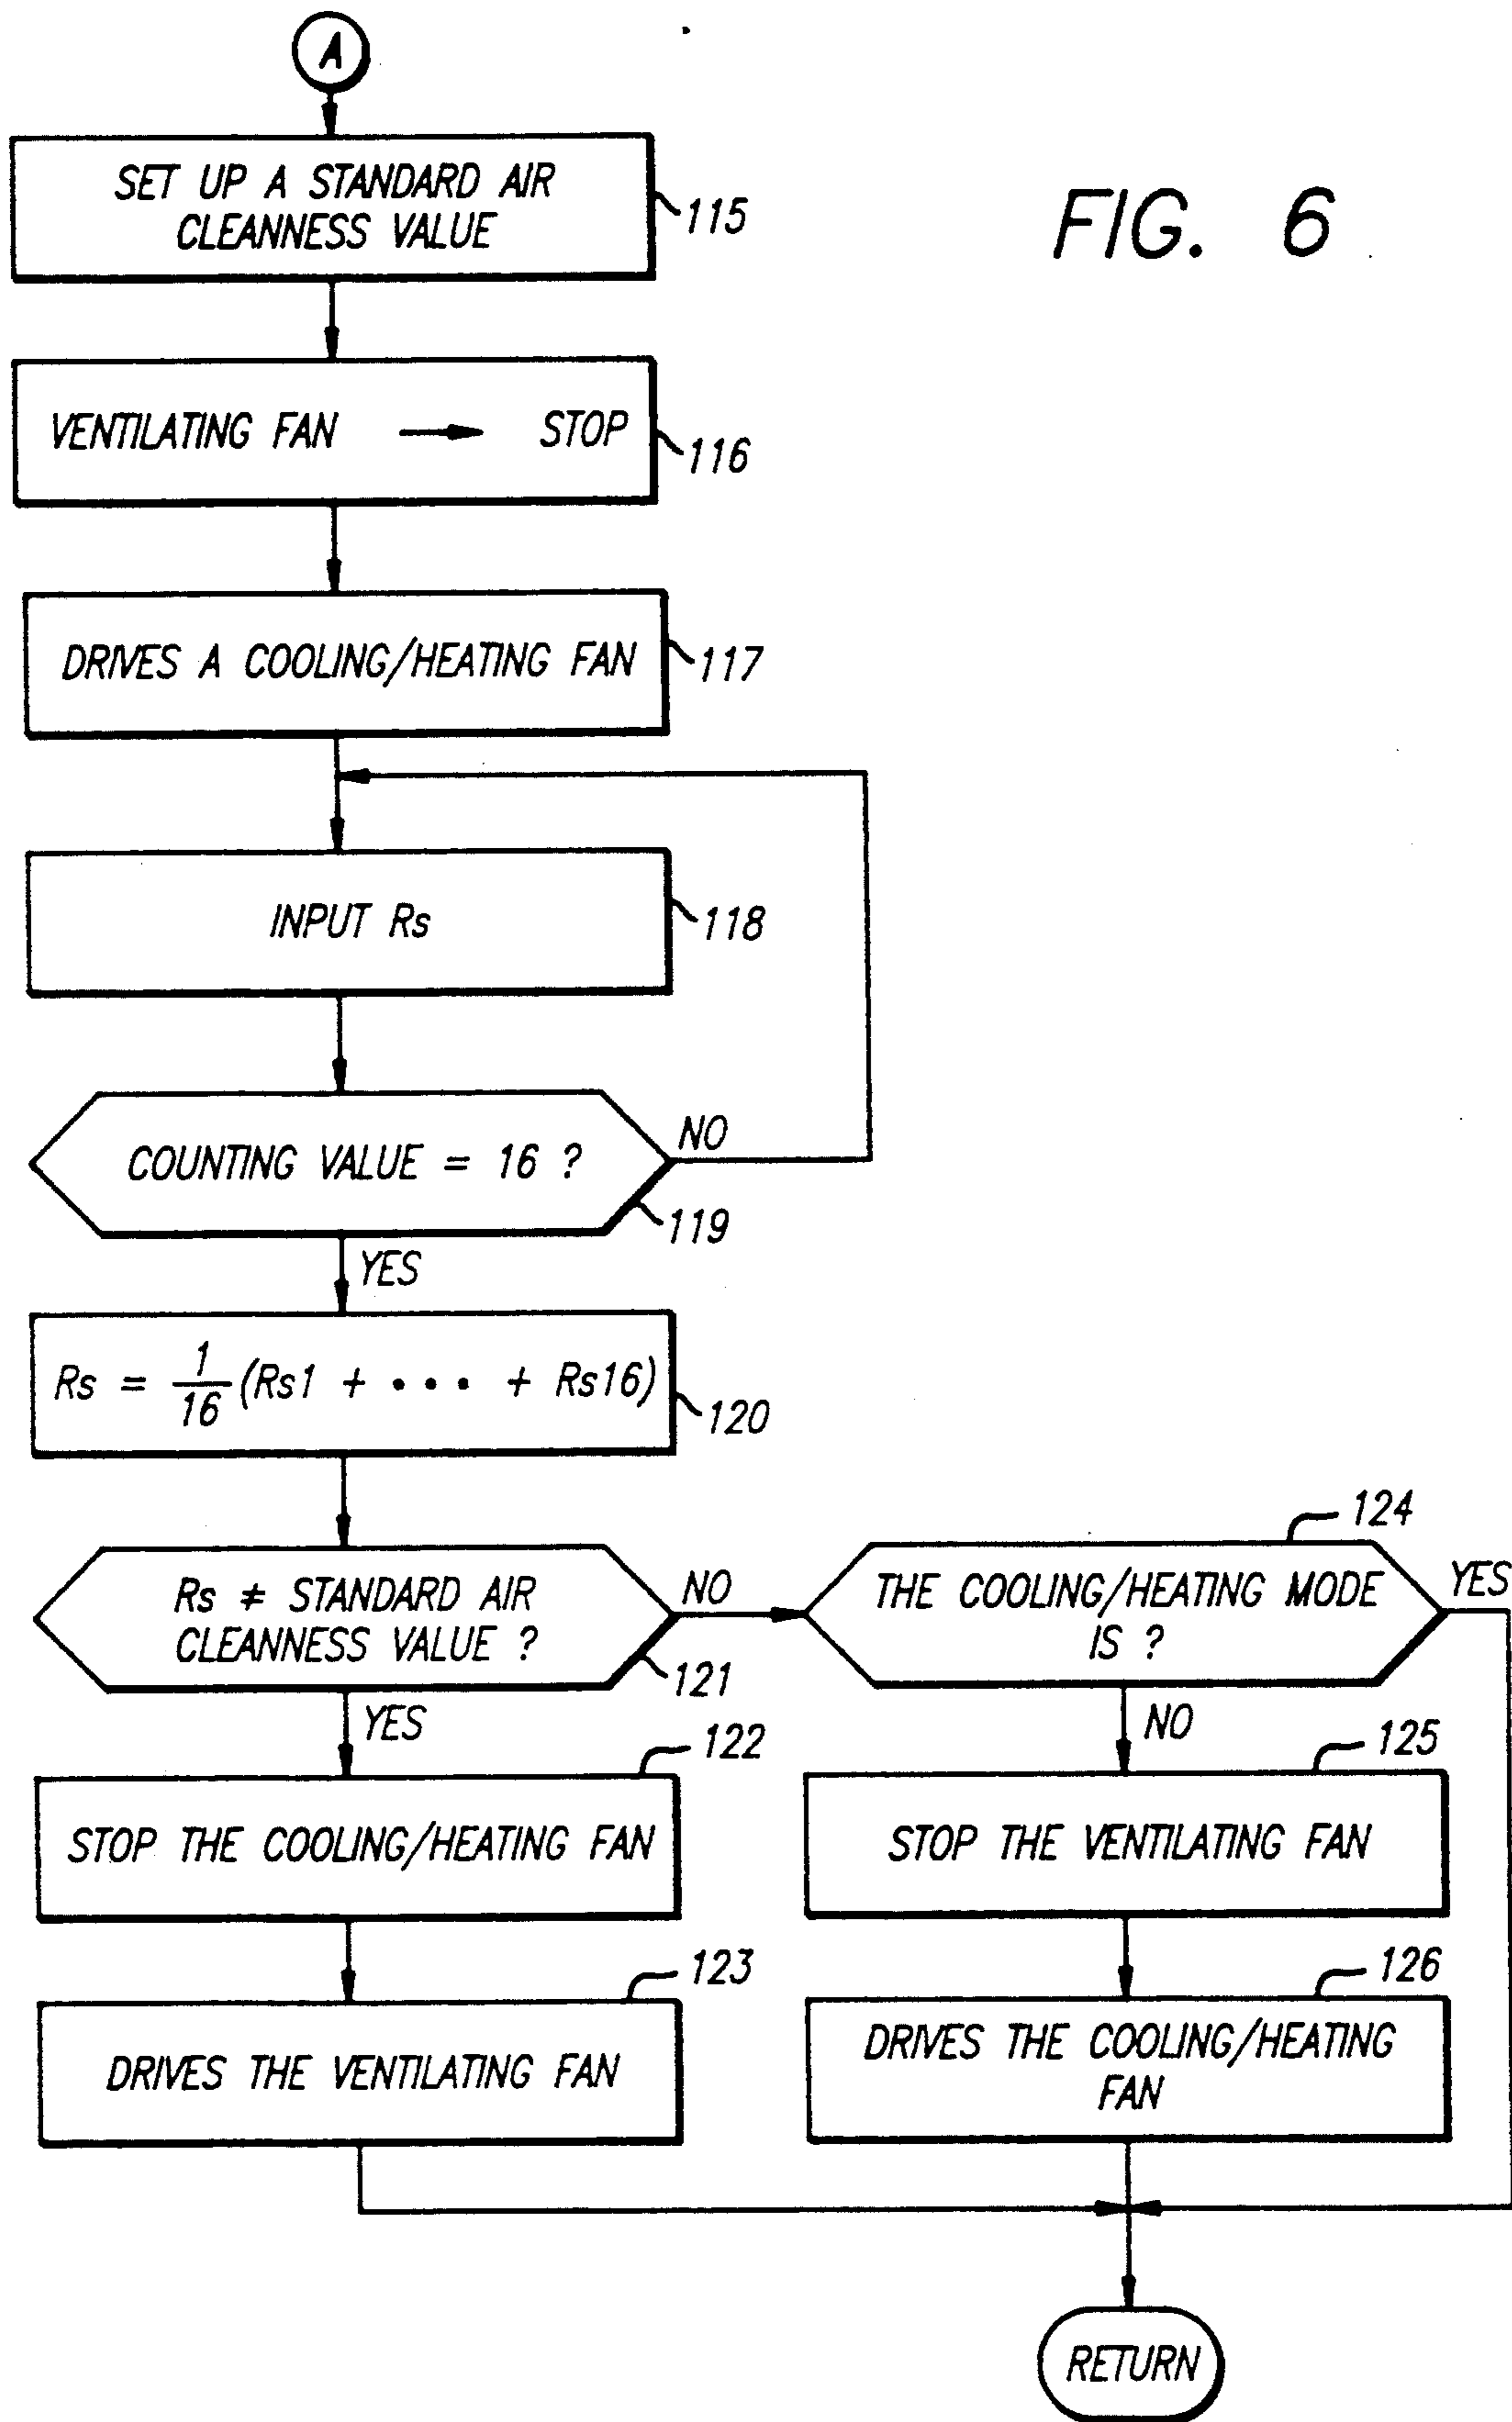 A
SET UP A STANDARD AIR
CLEANNESS VALUE
115
FIG. 6
VENTILATING FAN → STOP
116
DRIVES A COOLING/HEATING FAN
117
INPUT Rs
118
COUNTING VALUE = 16 ?
NO
119
YES
Rs = 1/16 (Rs1 + • • • + Rs16)
120
Rs ≠ STANDARD AIR
CLEANNESS VALUE ?
NO
121
YES
124
THE COOLING/HEATING MODE
IS ?
YES
NO
122
STOP THE COOLING/HEATING FAN
125
STOP THE VENTILATING FAN
123
DRIVES THE VENTILATING FAN
126
DRIVES THE COOLING/HEATING
FAN
RETURN